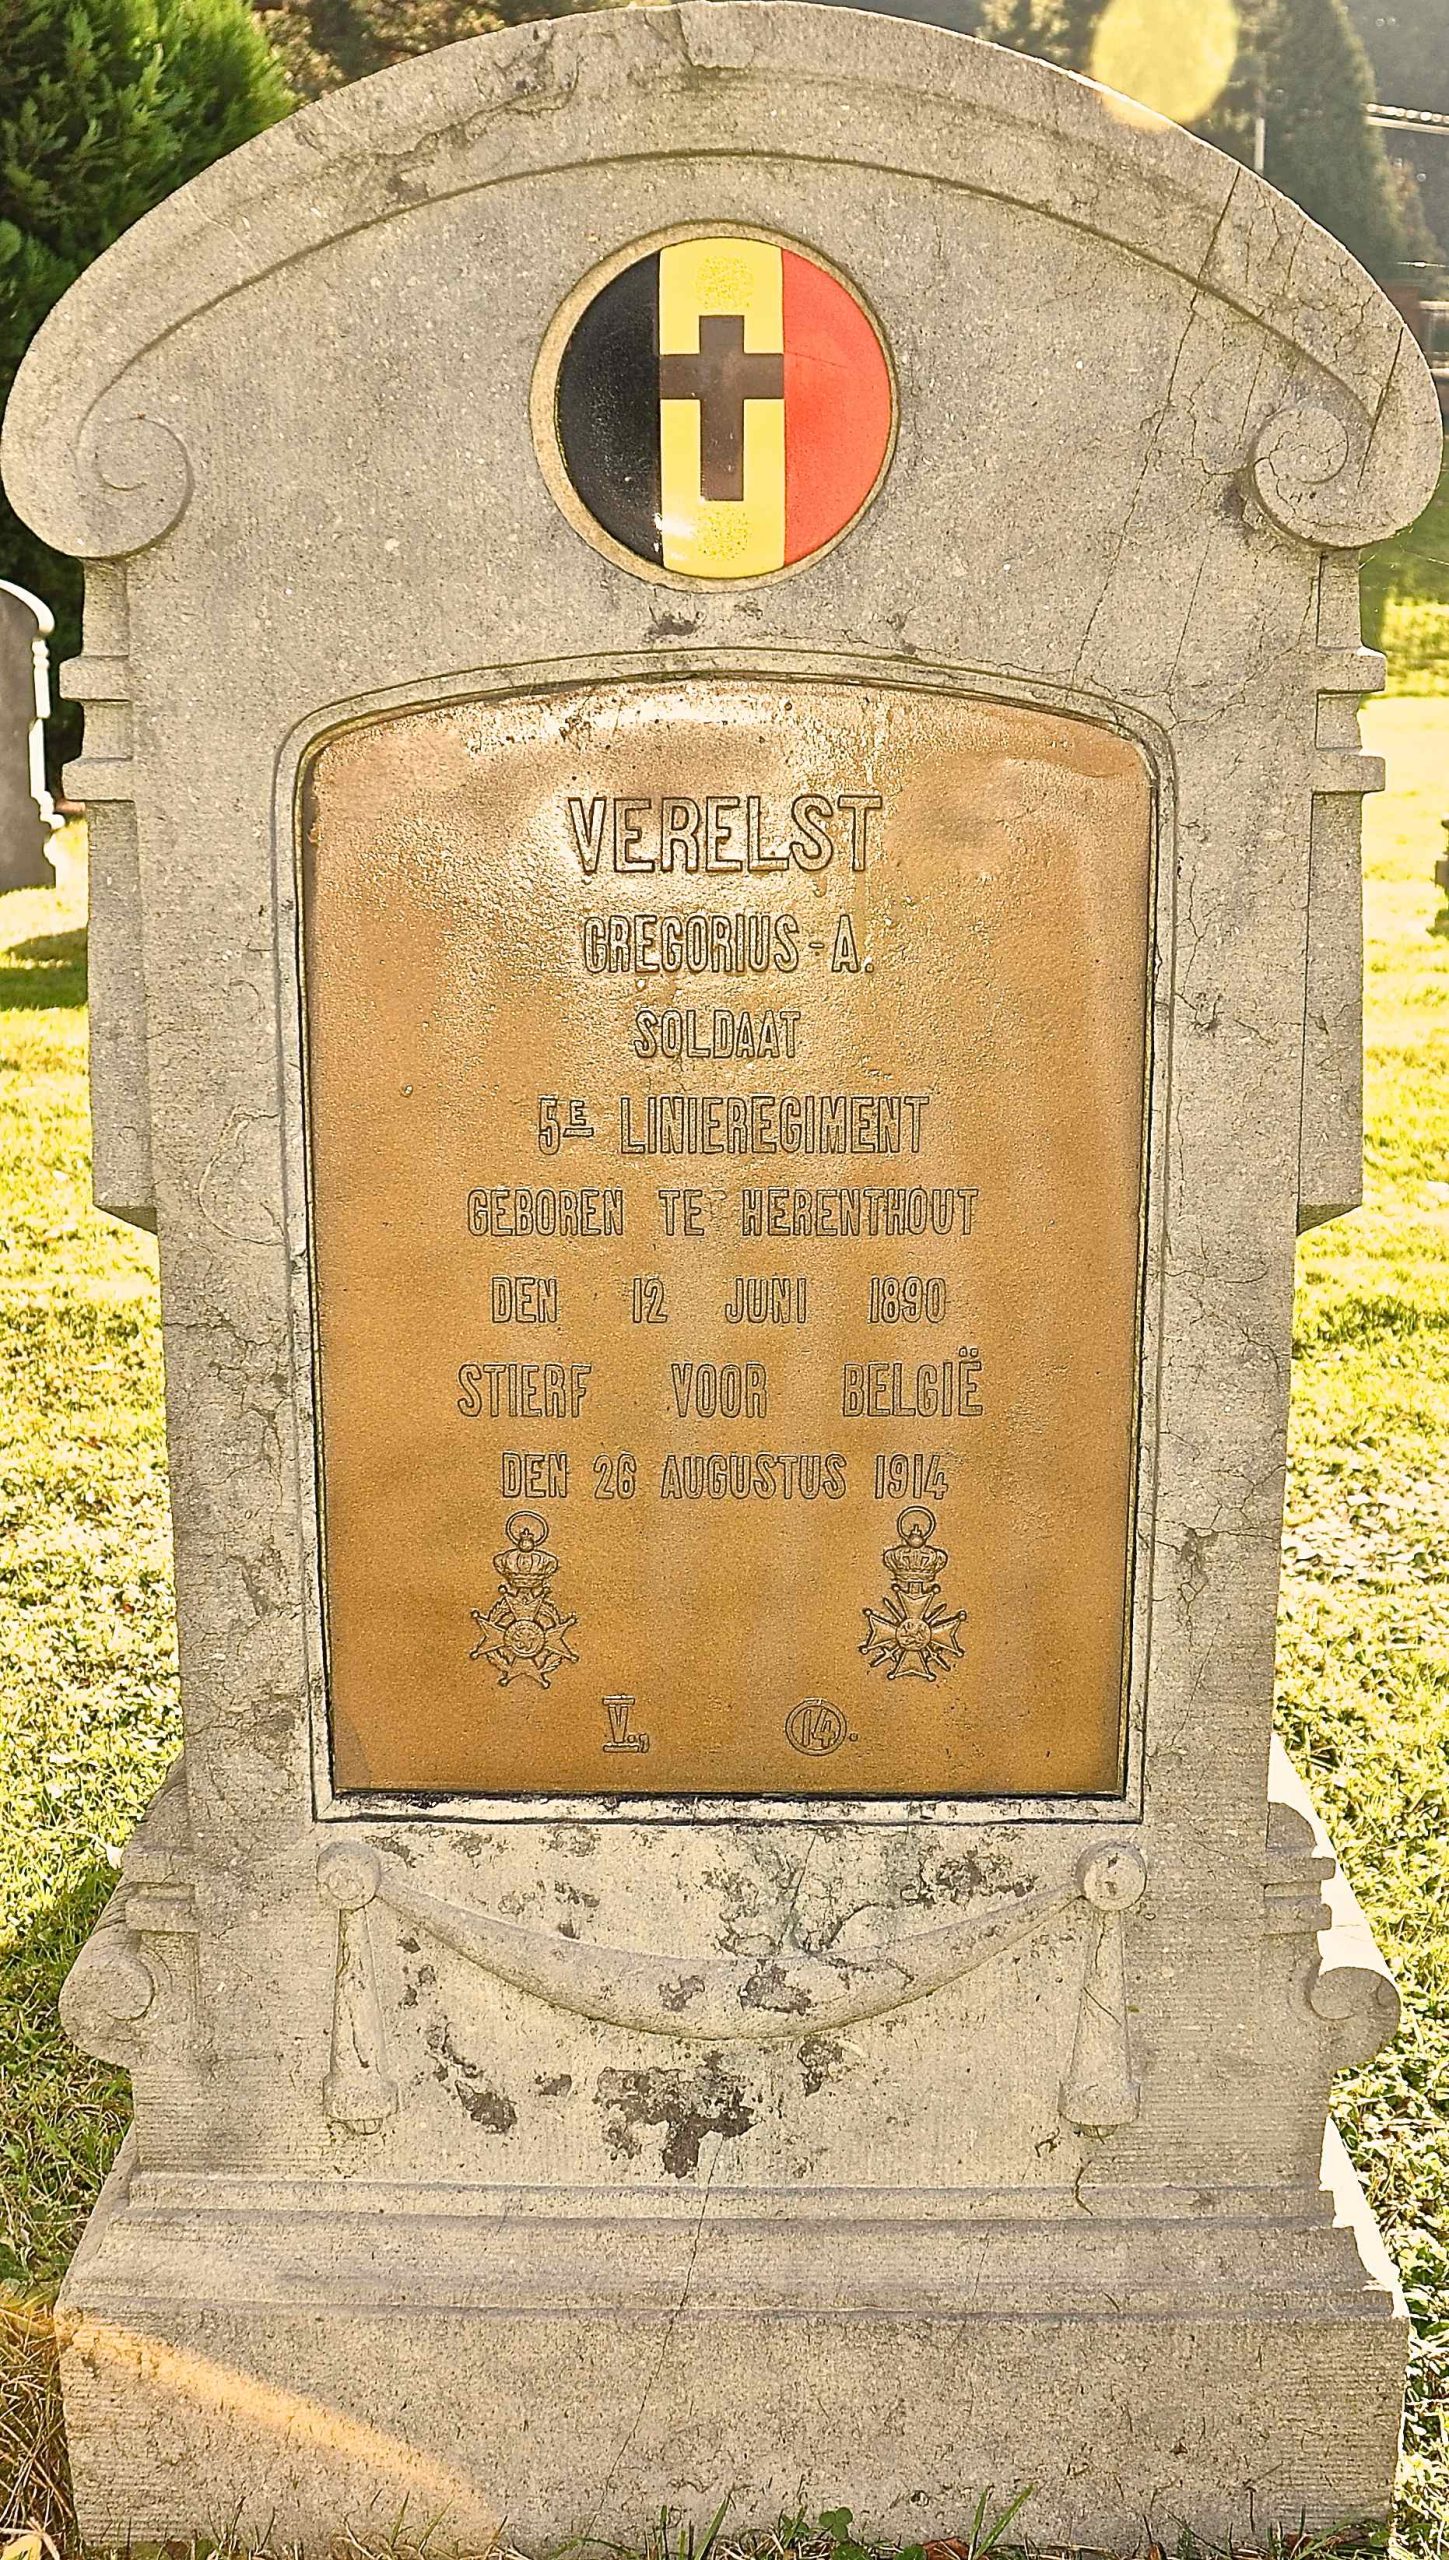 VERELST
GREGORIUS - A.
SOLDAAT
5E LINIEREGIMENT
GEBOREN TE HERENTHOUT
DEN 12 JUNI 1890
STIERF VOOR BELGIË
DEN 26 AUGUSTUS 1914
V., 14.